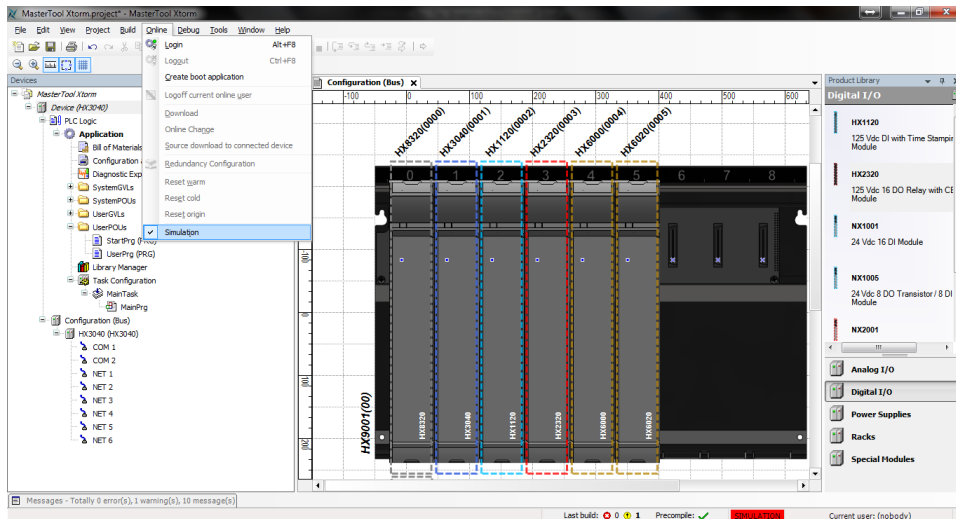 MasterTool Xtorm.project* - MasterTool Xtorm
File Edit View Project Build Online Debug Tools Window Help
Devices
MasterTool Xtorm
Device (HX3040)
PLC Logic
Application
Bill of Materials
Configuration
Diagnostic Exp
SystemGVLs
SystemPOUs
UserGVLs
UserPOUs
StartPrg (PRG)
UserPrg (PRG)
Library Manager
Task Configuration
MainTask
MainPrg
Configuration (Bus)
HX3040 (HX3040)
COM 1
COM 2
NET 1
NET 2
NET 3
NET 4
NET 5
NET 6
Login Alt+F8
Logout Ctrl+F8
Create boot application
Logoff current online user
Download
Online Change
Source download to connected device
Redundancy Configuration
Reset warm
Reset cold
Reset origin
Simulation
Configuration (Bus)
-100 0 100 200 300 400 500 600
-100
0
100
200
HX8320(0000) HX3040(0001) HX1120(0002) HX2320(0003) HX6000(0004) HX6020(0005)
0 1 2 3 4 5 6 7 8
HX9001(00)
HX8320 HX3040 HX1120 HX2320 HX6000 HX6020
Product Library
Digital I/O
HX1120
125 Vdc DI with Time Stampin
Module
HX2320
125 Vdc 16 DO Relay with CB
Module
NX1001
24 Vdc 16 DI Module
NX1005
24 Vdc 8 DO Transistor / 8 DI
Module
NX2001
Analog I/O
Digital I/O
Power Supplies
Racks
Special Modules
Messages - Totally 0 error(s), 1 warning(s), 10 message(s)
Last build: 0 1 Precompile: SIMULATION Current user: (nobody)